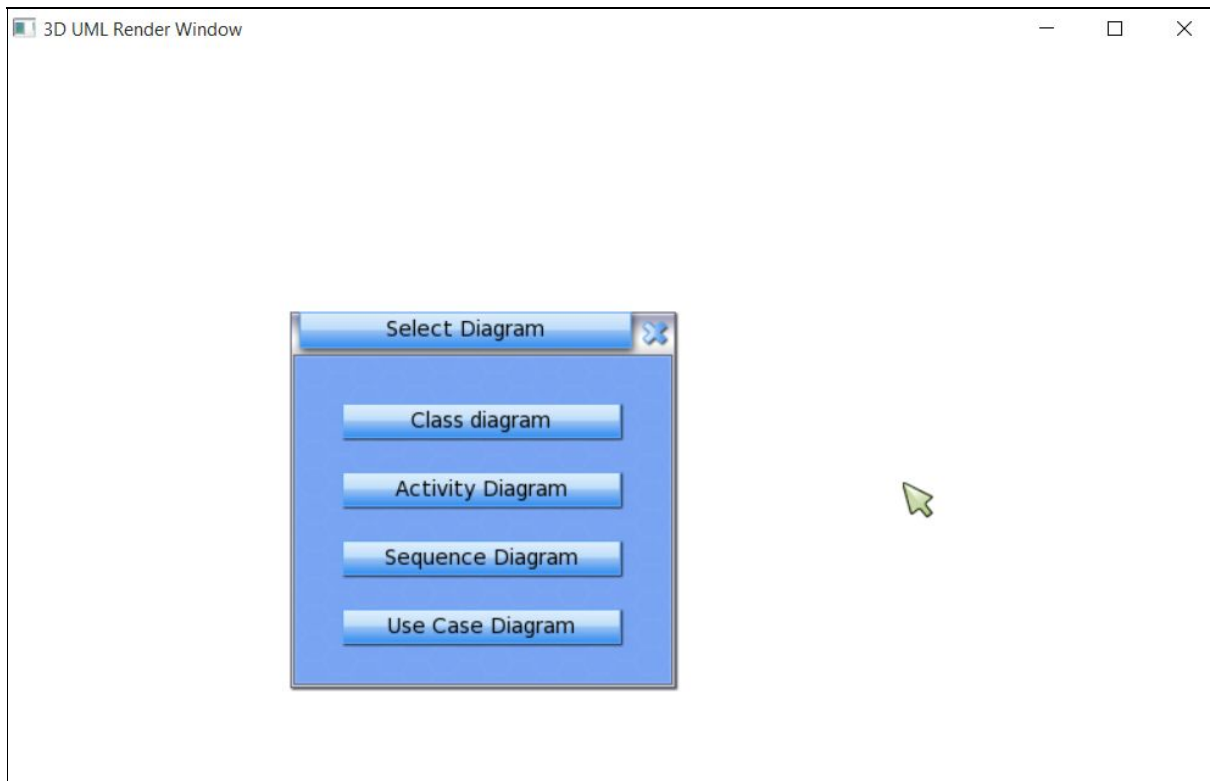 3D UML Render Window
Select Diagram
Class diagram
Activity Diagram
Sequence Diagram
Use Case Diagram